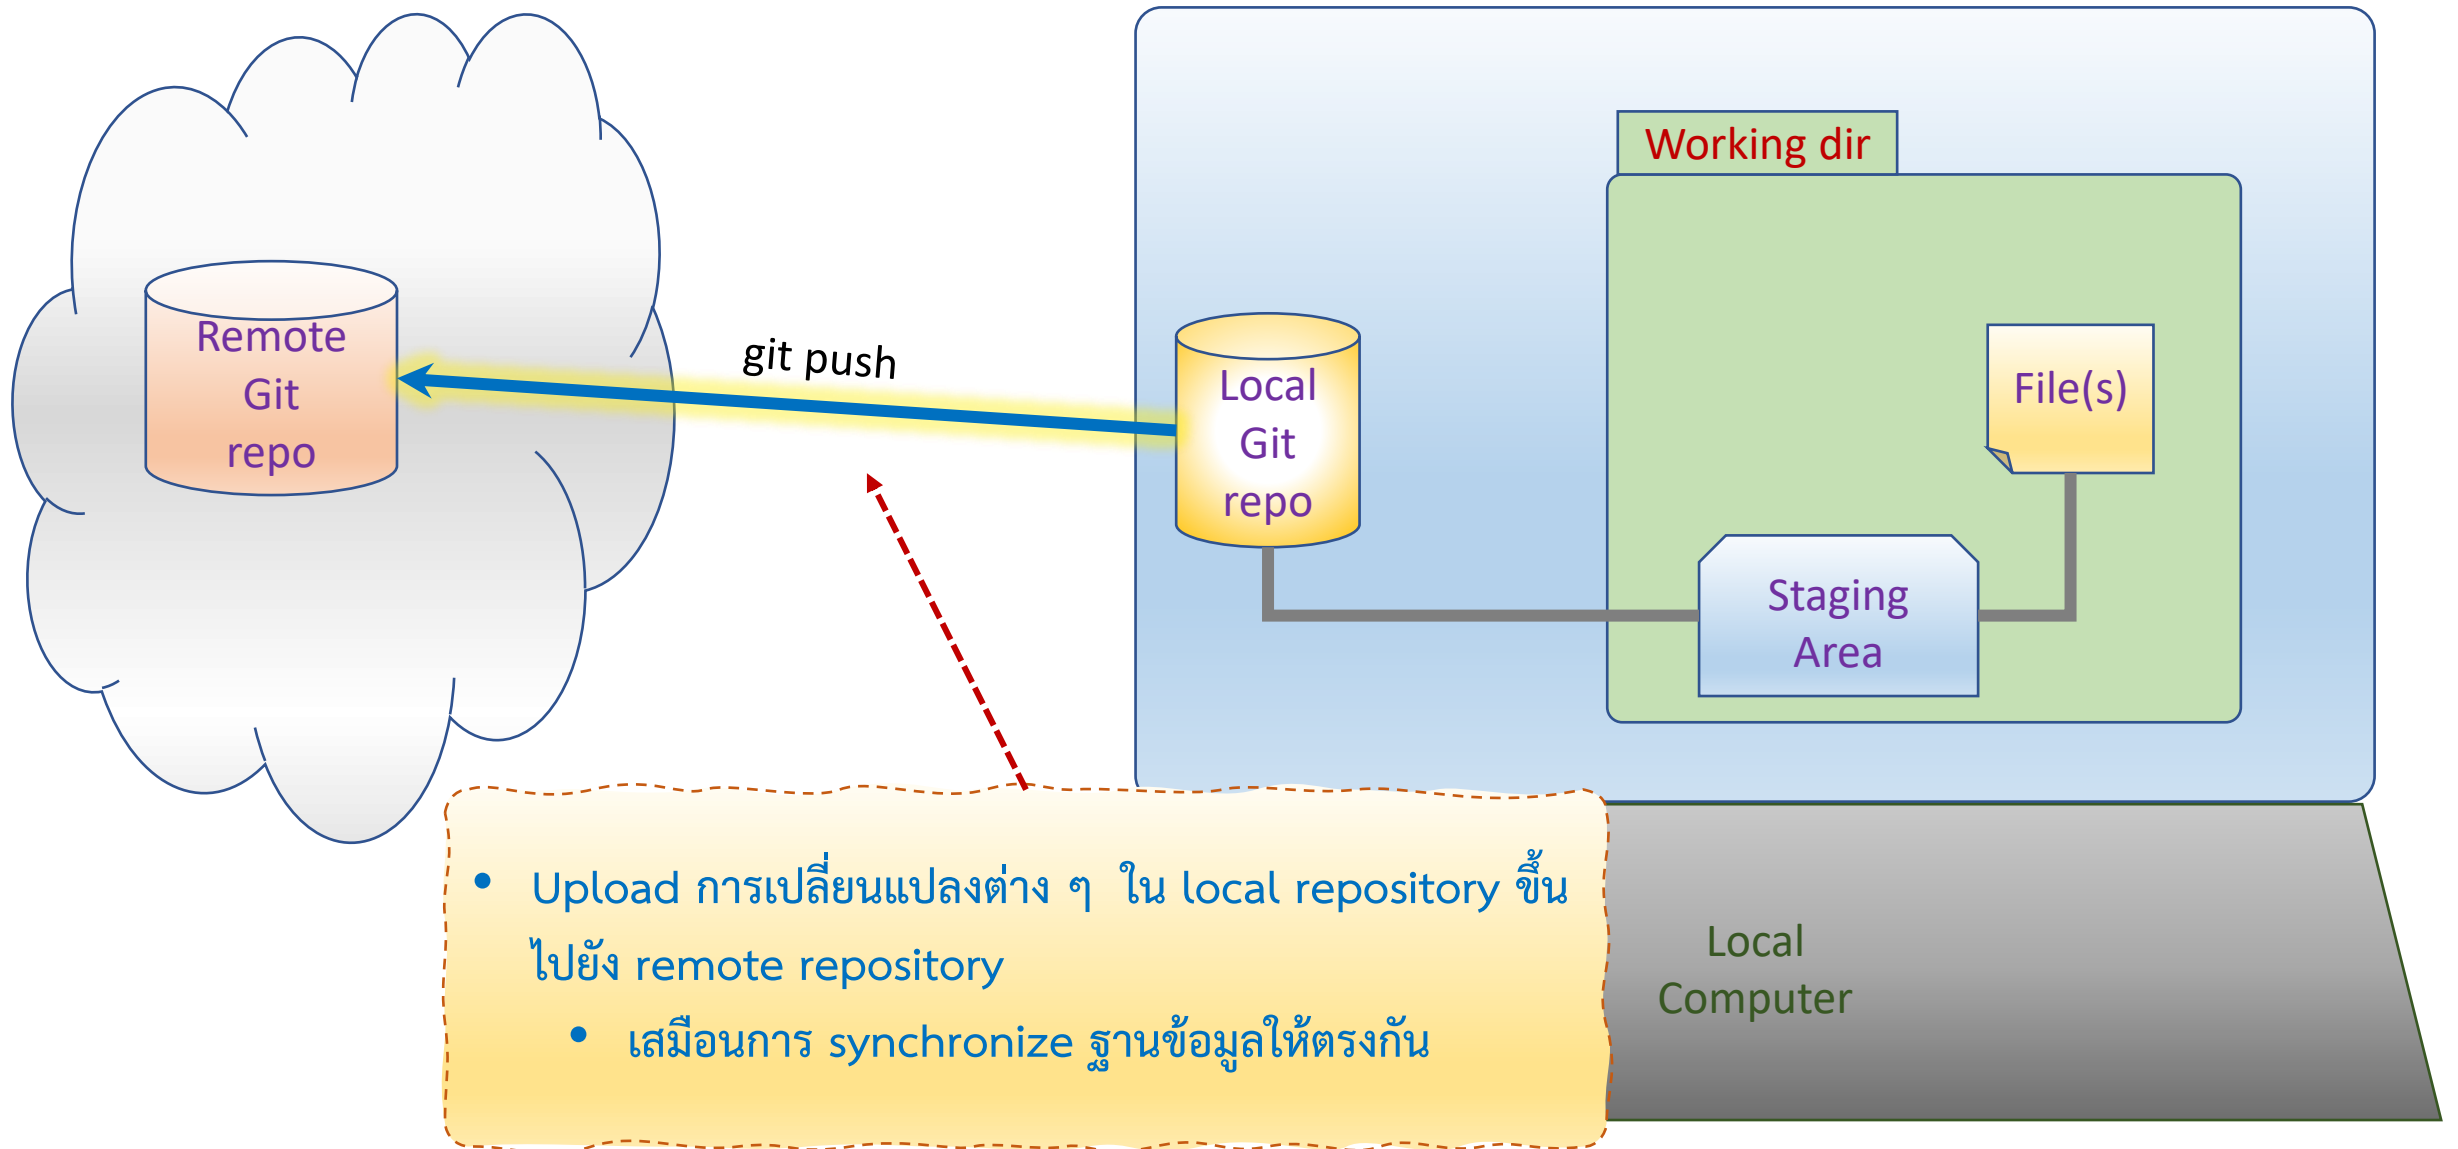 Working dir
Remote
Git
repo
git push
Local
Git
repo
File(s)
Staging
Area
• Upload การเปลี่ยนแปลงต่าง ๆ ใน local repository ขึ้น
ไปยัง remote repository
• เสมือนการ synchronize ฐานข้อมูลให้ตรงกัน
Local
Computer